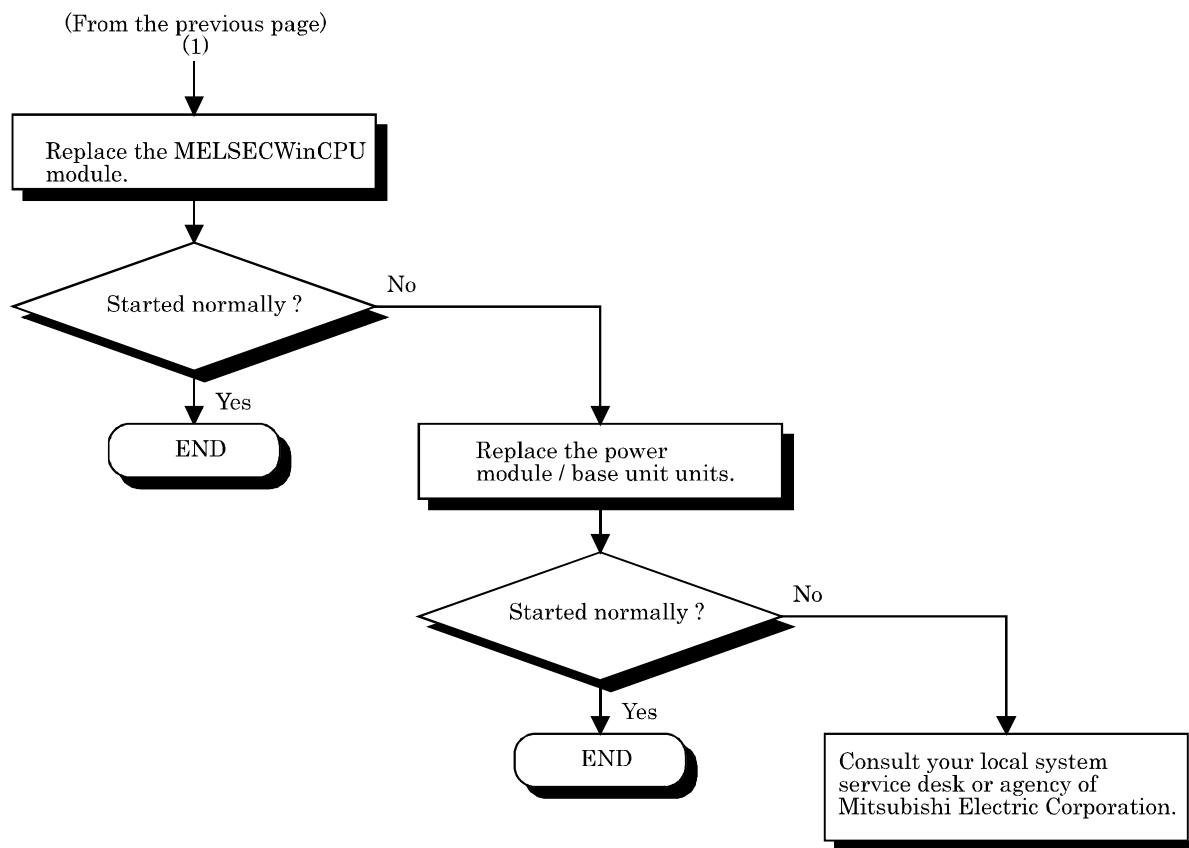 (From the previous page)
(1)
Replace the MELSECWinCPU
module.
Started normally ?
No
Yes
END
Replace the power
module / base unit units.
Started normally ?
No
Yes
END
Consult your local system
service desk or agency of
Mitsubishi Electric Corporation.